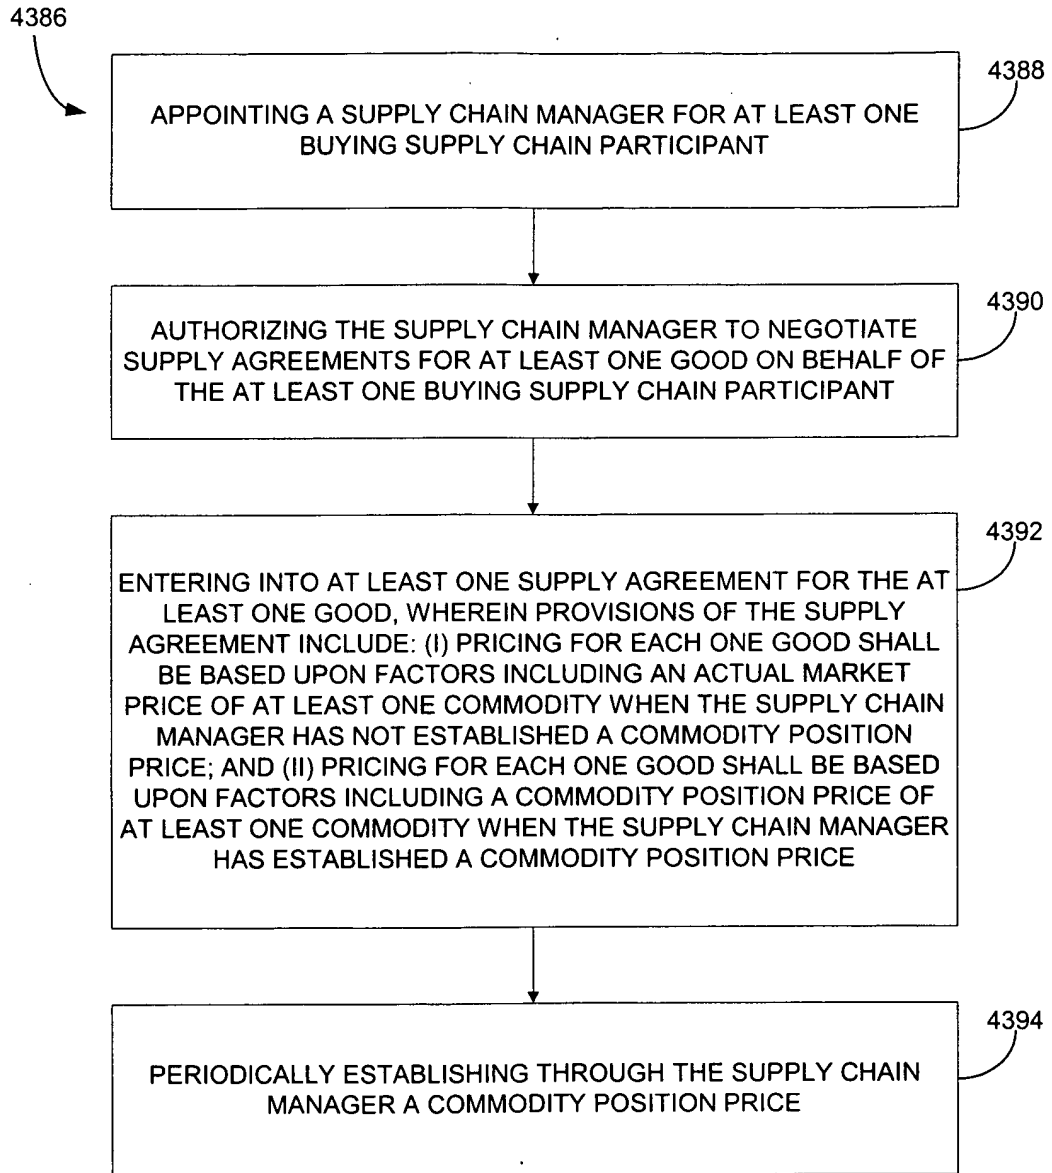 4386
4388
APPOINTING A SUPPLY CHAIN MANAGER FOR AT LEAST ONE
BUYING SUPPLY CHAIN PARTICIPANT
4390
AUTHORIZING THE SUPPLY CHAIN MANAGER TO NEGOTIATE
SUPPLY AGREEMENTS FOR AT LEAST ONE GOOD ON BEHALF OF
THE AT LEAST ONE BUYING SUPPLY CHAIN PARTICIPANT
4392
ENTERING INTO AT LEAST ONE SUPPLY AGREEMENT FOR THE AT
LEAST ONE GOOD, WHEREIN PROVISIONS OF THE SUPPLY
AGREEMENT INCLUDE: (I) PRICING FOR EACH ONE GOOD SHALL
BE BASED UPON FACTORS INCLUDING AN ACTUAL MARKET
PRICE OF AT LEAST ONE COMMODITY WHEN THE SUPPLY CHAIN
MANAGER HAS NOT ESTABLISHED A COMMODITY POSITION
PRICE; AND (II) PRICING FOR EACH ONE GOOD SHALL BE BASED
UPON FACTORS INCLUDING A COMMODITY POSITION PRICE OF
AT LEAST ONE COMMODITY WHEN THE SUPPLY CHAIN MANAGER
HAS ESTABLISHED A COMMODITY POSITION PRICE
4394
PERIODICALLY ESTABLISHING THROUGH THE SUPPLY CHAIN
MANAGER A COMMODITY POSITION PRICE